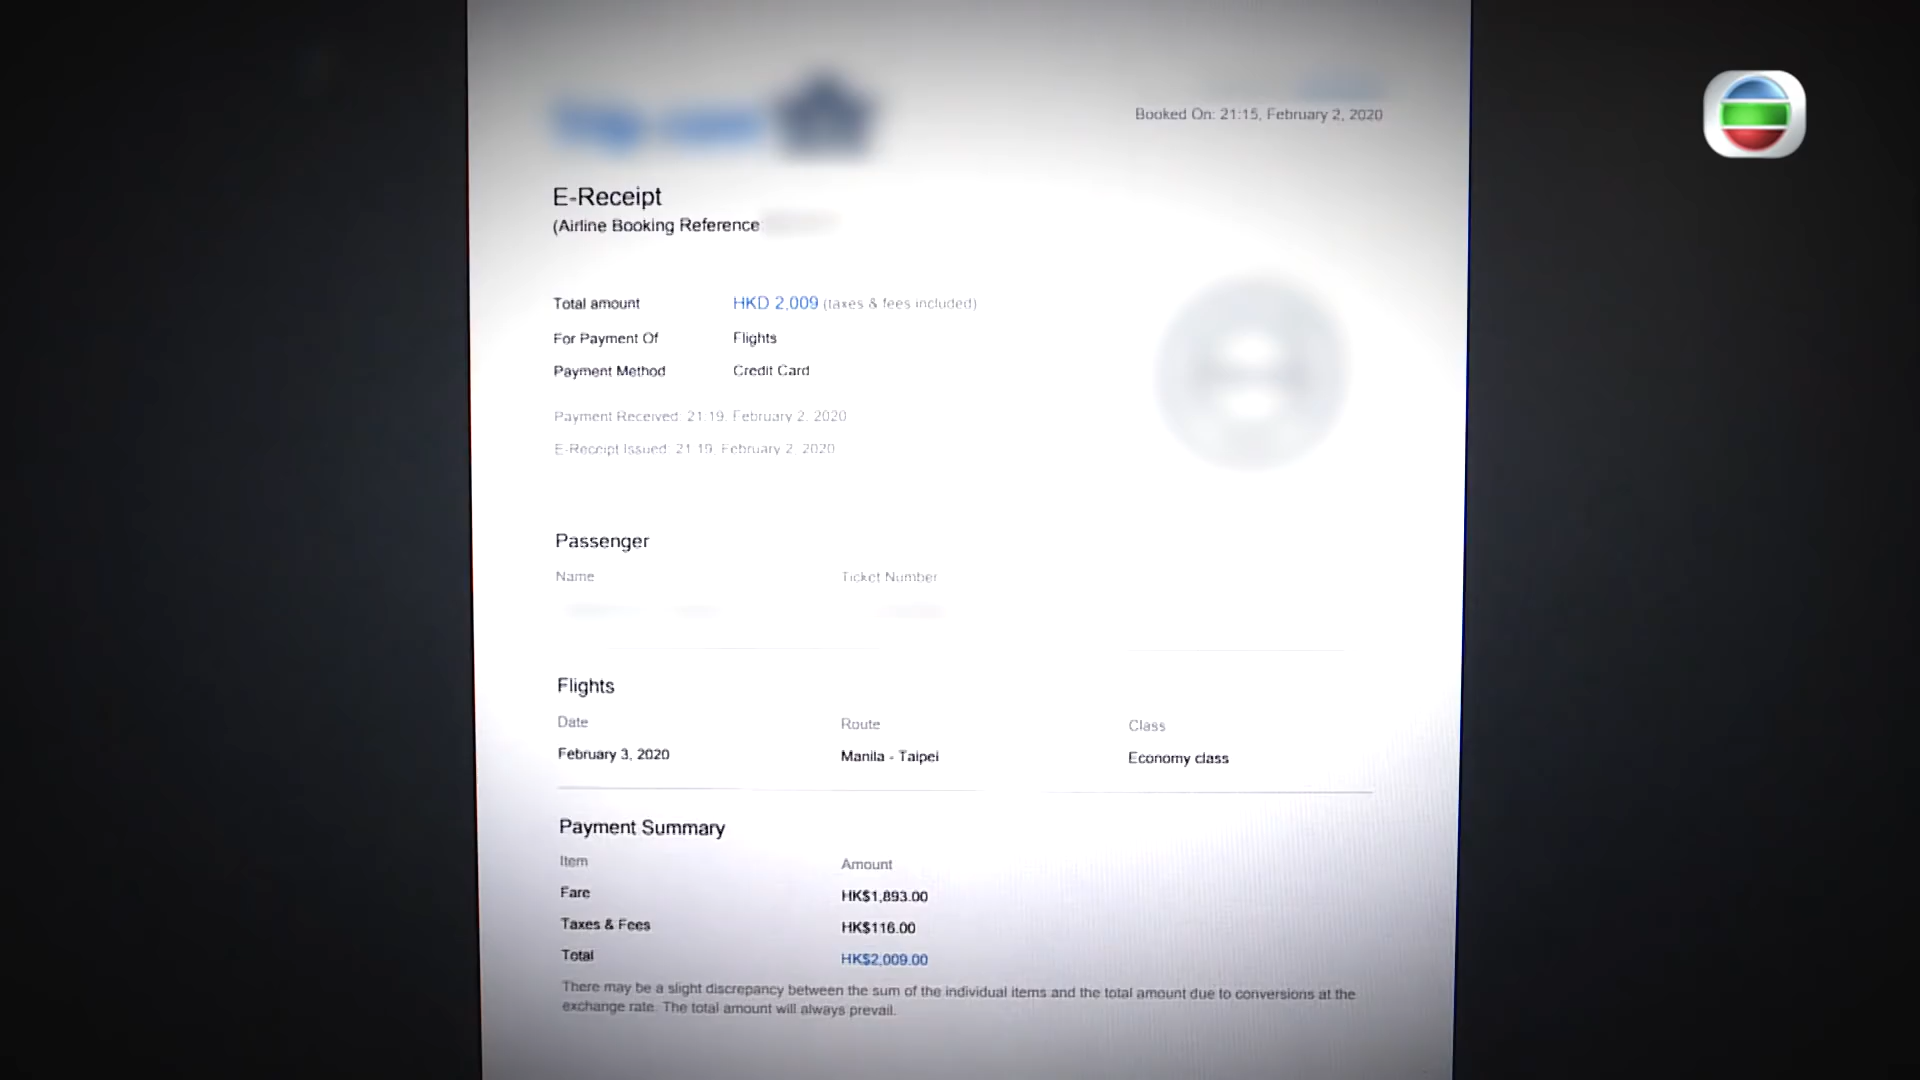 Booked On: 21:15, February 2, 2020
E-Receipt
(Airline Booking Reference
Total amount HKD 2,009 (taxes & fees included)
For Payment Of Flights
Payment Method Credit Card
Payment Received: 21:19, February 2, 2020
E-Receipt Issued: 21:19, February 2, 2020
Passenger
Name Ticket Number
Flights
Date Route Class
February 3, 2020 Manila - Taipei Economy class
Payment Summary
Item Amount
Fare HK$1,893.00
Taxes & Fees HK$116.00
Total HK$2,009.00
There may be a slight discrepancy between the sum of the individual items and the total amount due to conversions at the
exchange rate. The total amount will always prevail.